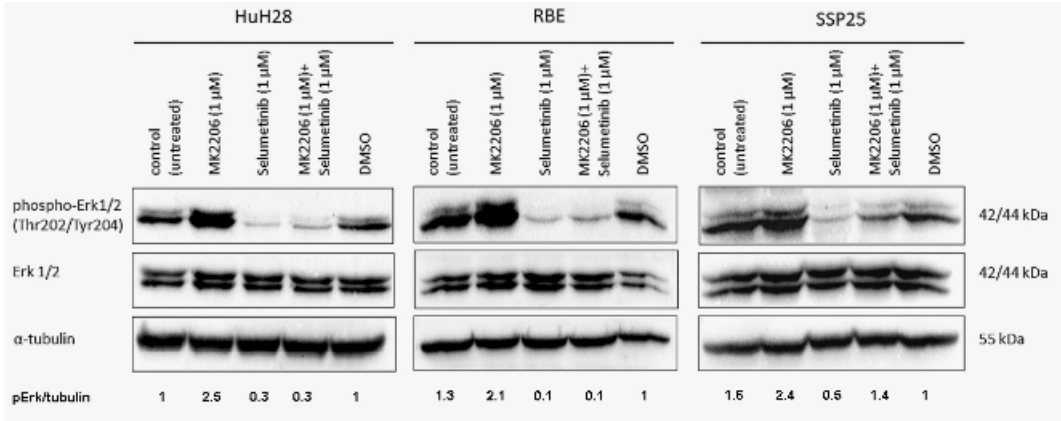 HuH28 RBE SSP25
control (untreated) MK2206 (1 µM) Selumetinib (1 µM) MK2206 (1 µM)+ Selumetinib (1 µM) DMSO
control (untreated) MK2206 (1 µM) Selumetinib (1 µM) MK2206 (1 µM)+ Selumetinib (1 µM) DMSO
control (untreated) MK2206 (1 µM) Selumetinib (1 µM) MK2206 (1 µM)+ Selumetinib (1 µM) DMSO
phospho-Erk1/2
(Thr202/Tyr204) 42/44 kDa
Erk 1/2 42/44 kDa
α-tubulin 55 kDa
pErk/tubulin 1 2.5 0.3 0.3 1 1.3 2.1 0.1 0.1 1 1.5 2.4 0.5 1.4 1